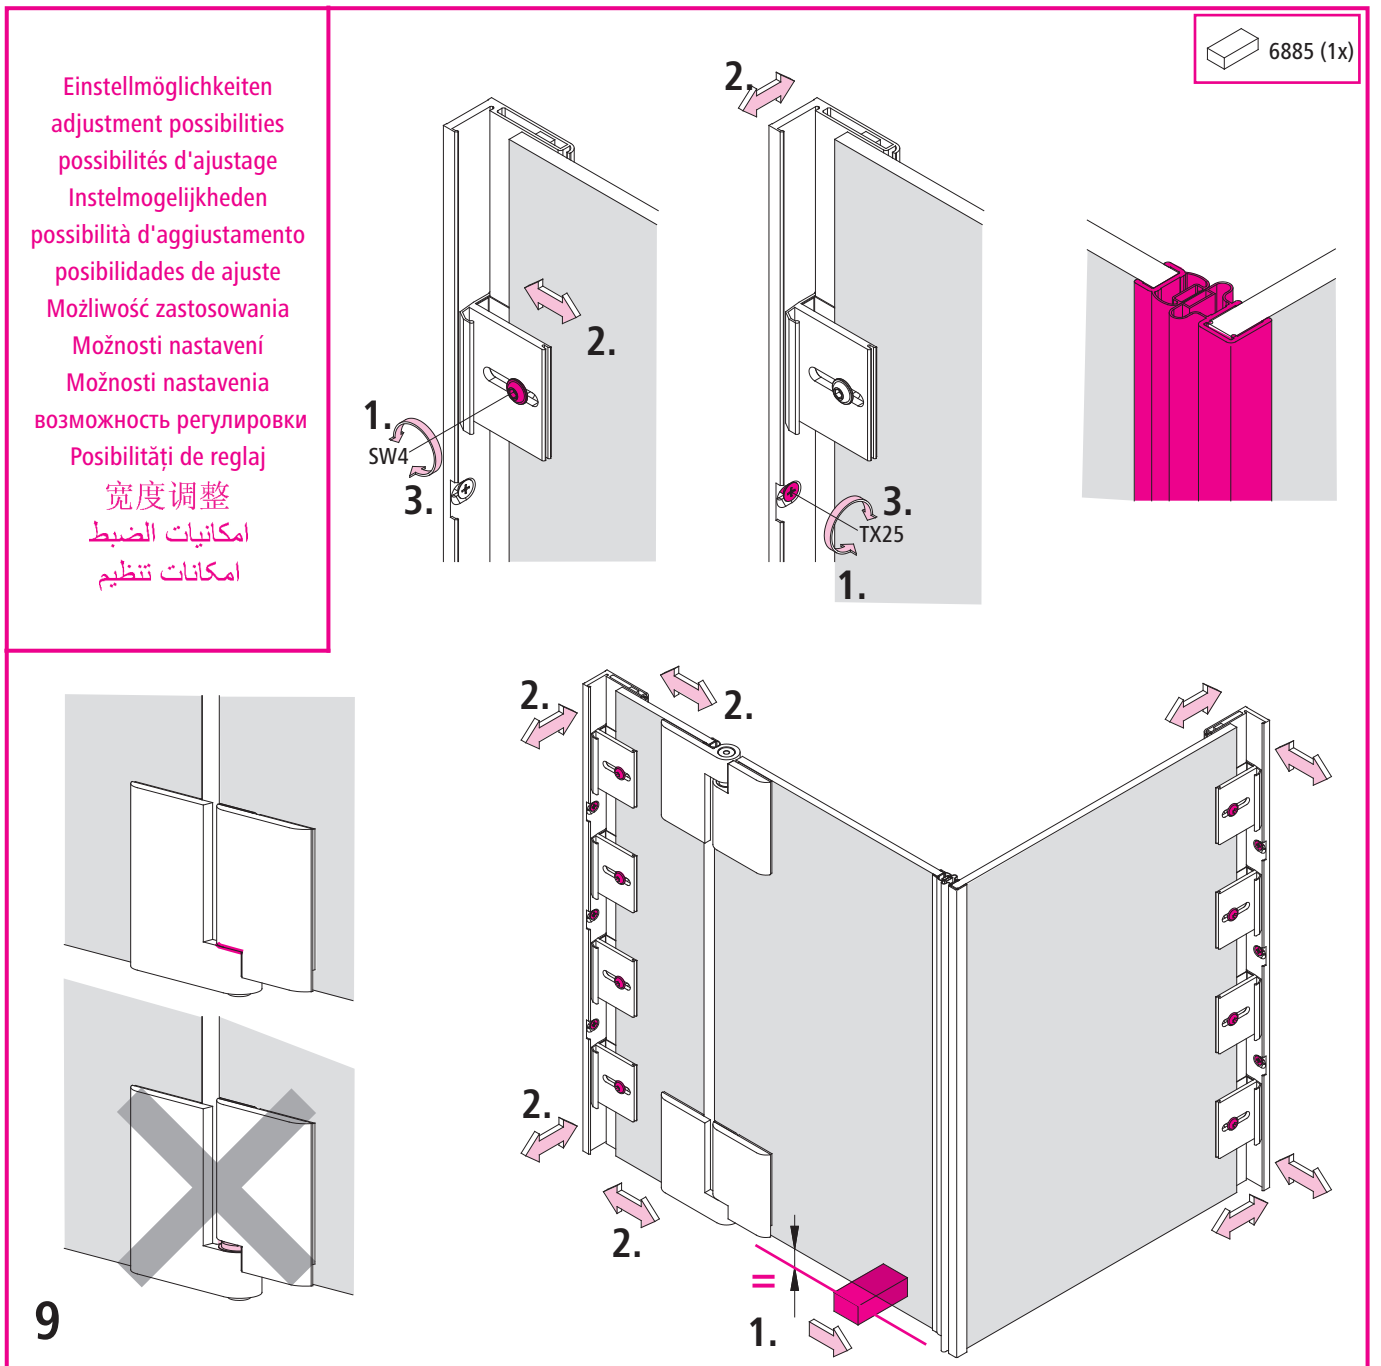 Einstellmöglichkeiten
adjustment possibilities
possibilités d'ajustage
Instelmogelijkheden
possibilità d'aggiustamento
posibilidades de ajuste
Możliwość zastosowania
Možnosti nastavení
Možnosti nastavenia
возможность регулировки
Posibilități de reglaj
宽度调整
امكانيات الضبط
امكانات تنظيم
6885 (1x)
2.
1.
SW4
3.
2.
3.
TX25
1.
2.
2.
2.
2.
=
1.
9